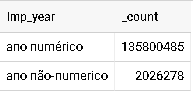 Imp_year _count
ano numérico 135800485
ano não-numerico 2026278